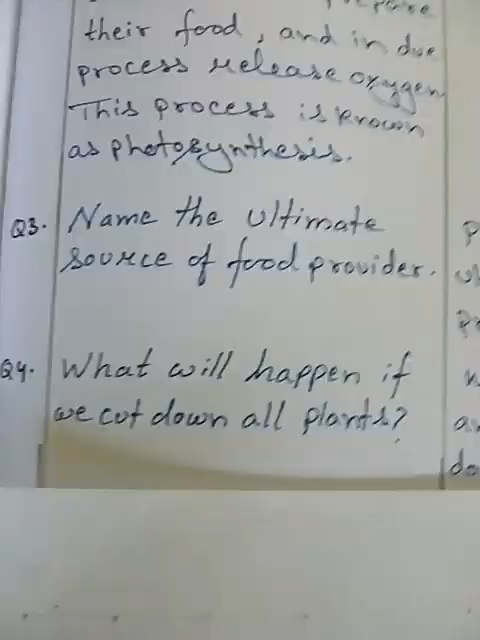 their food, and in due
process release oxygen
This process is known
as photosynthesis.
Q3. Name the ultimate
source of food provider.
Q4. What will happen if
we cut down all plants?